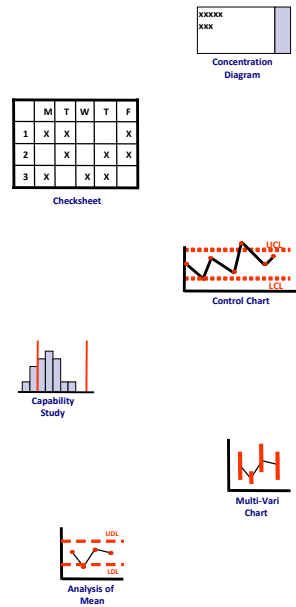 xxxxx
xxx
Concentration
Diagram
M T W T F
1 X X X
2 X X X
3 X X X
Checksheet
UCL
LCL
Control Chart
Capability
Study
Multi-Vari
Chart
UDL
LDL
Analysis of
Mean